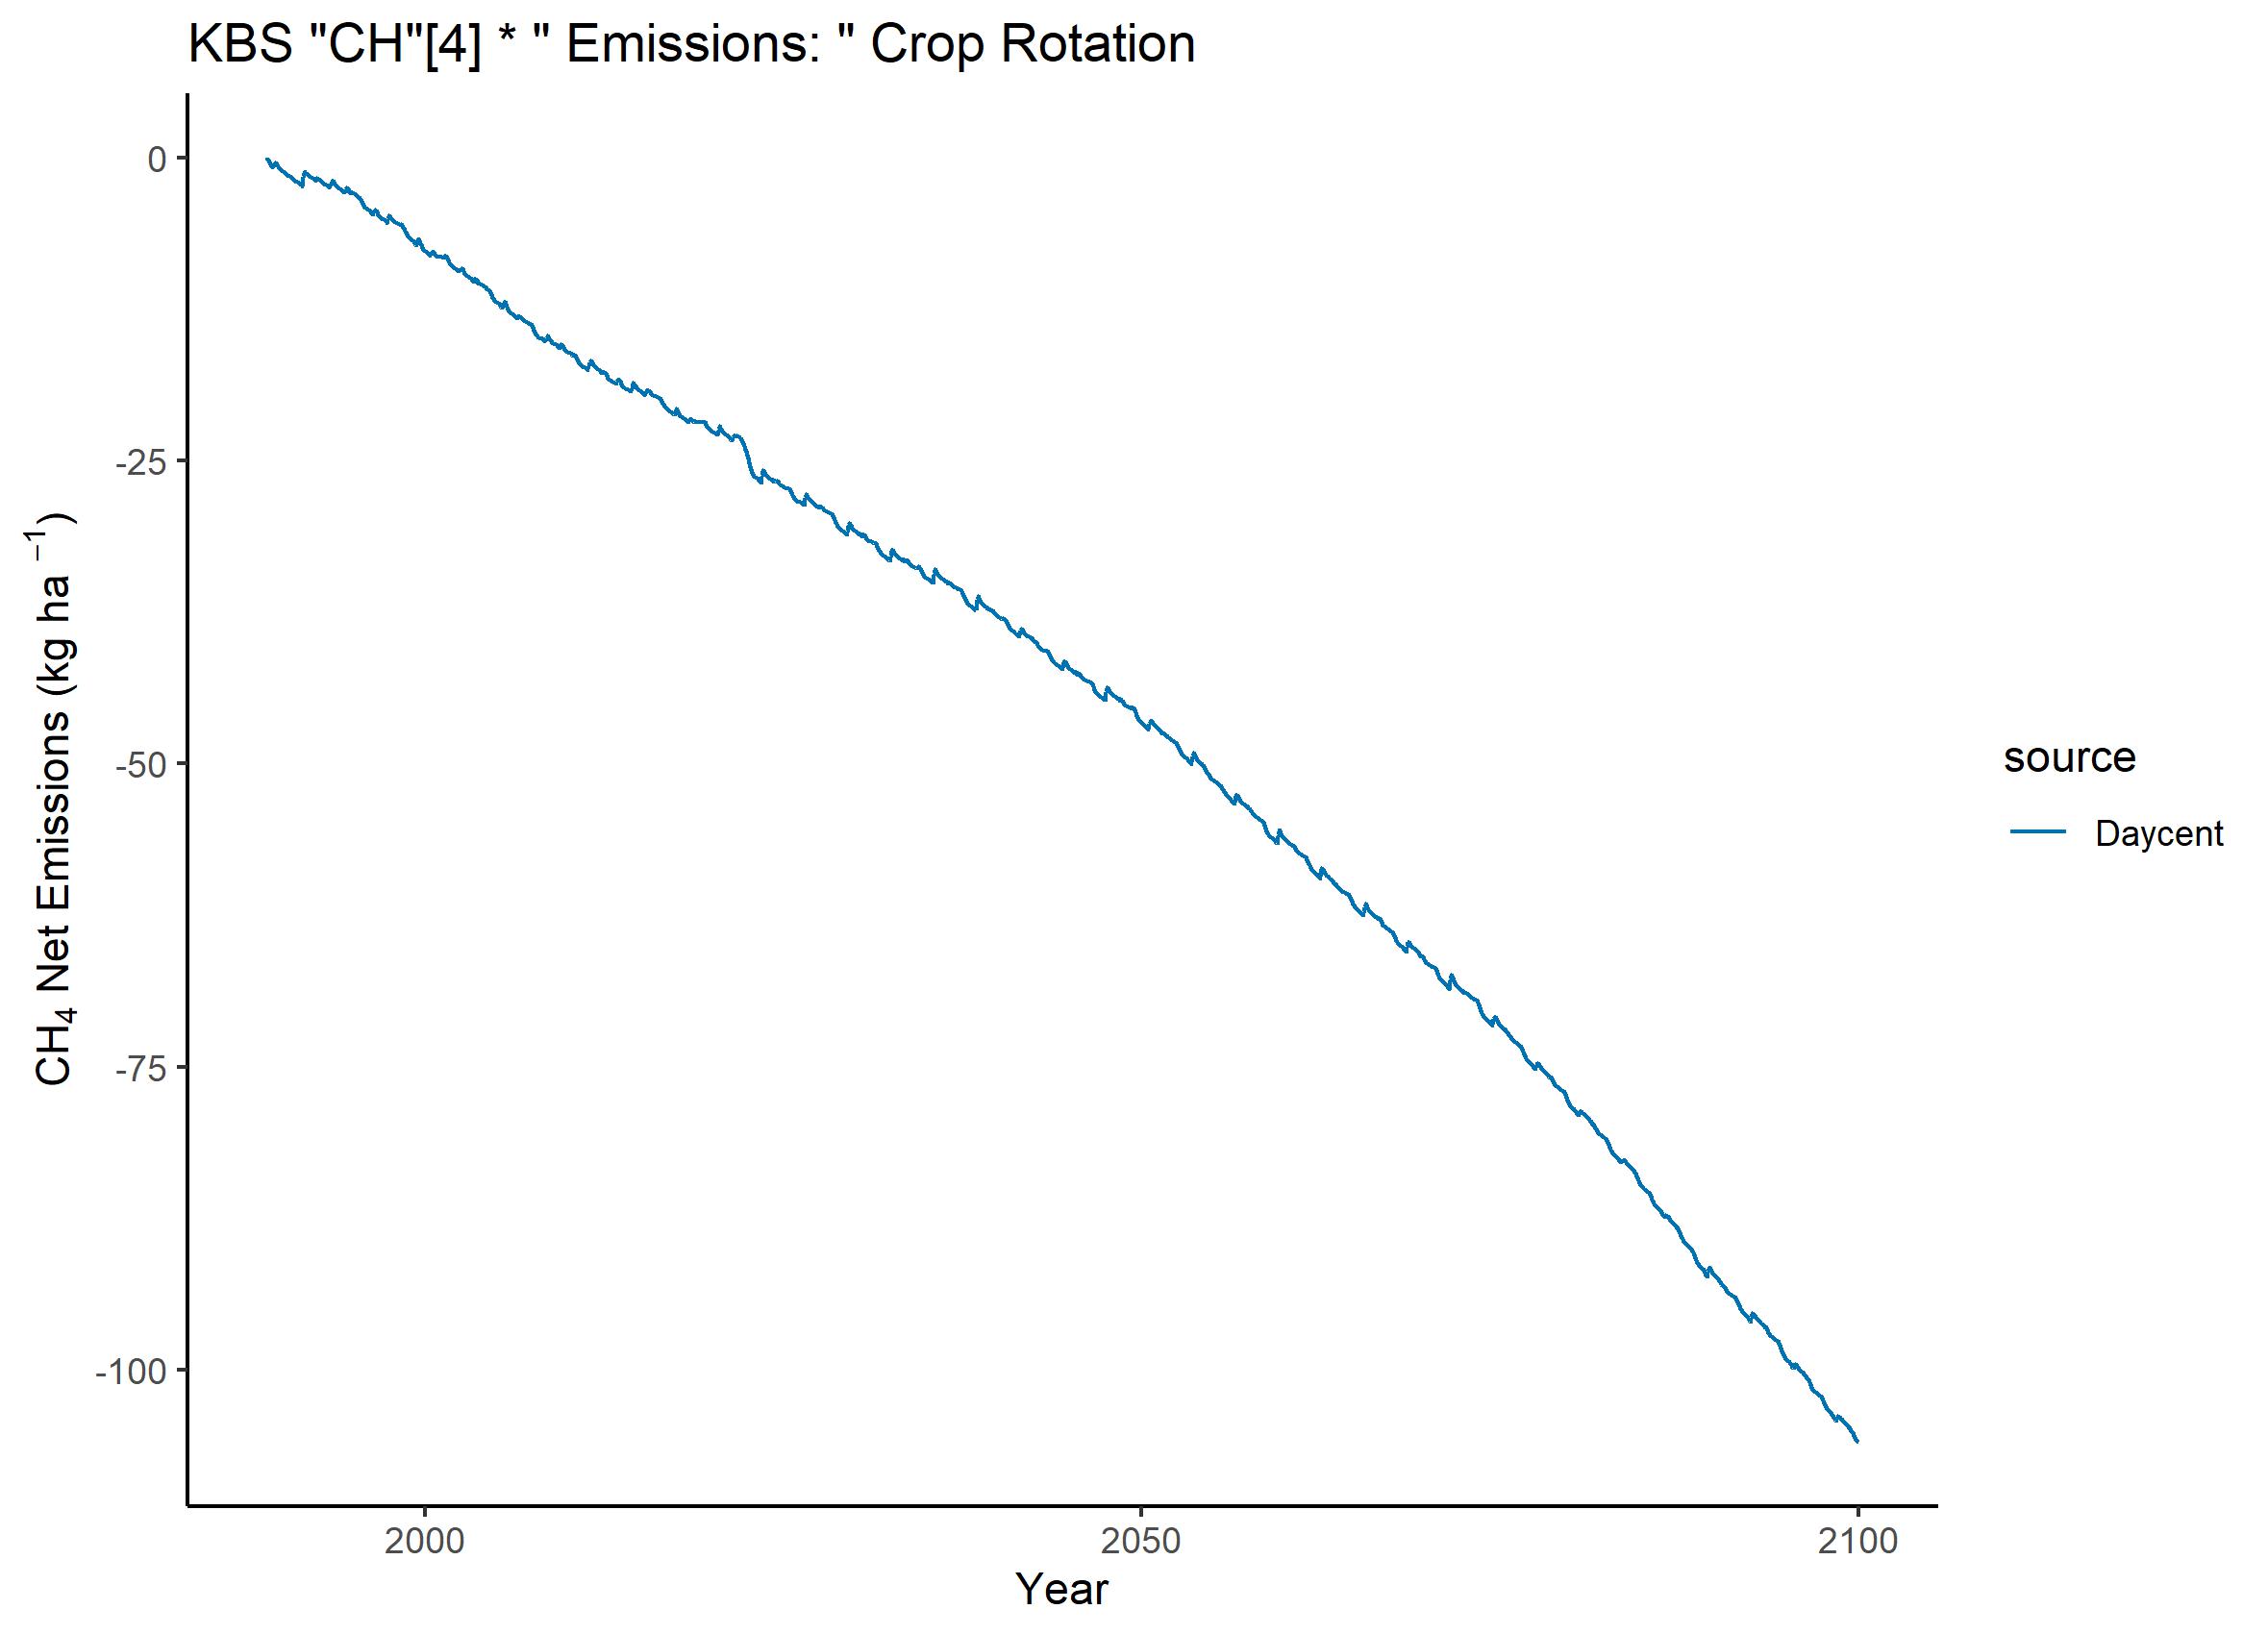 KBS "CH"[4] * " Emissions: " Crop Rotation
0
-25
-50
-75
-100
CH₄ Net Emissions (kg ha ⁻¹)
2000
2050
2100
Year
source
Daycent